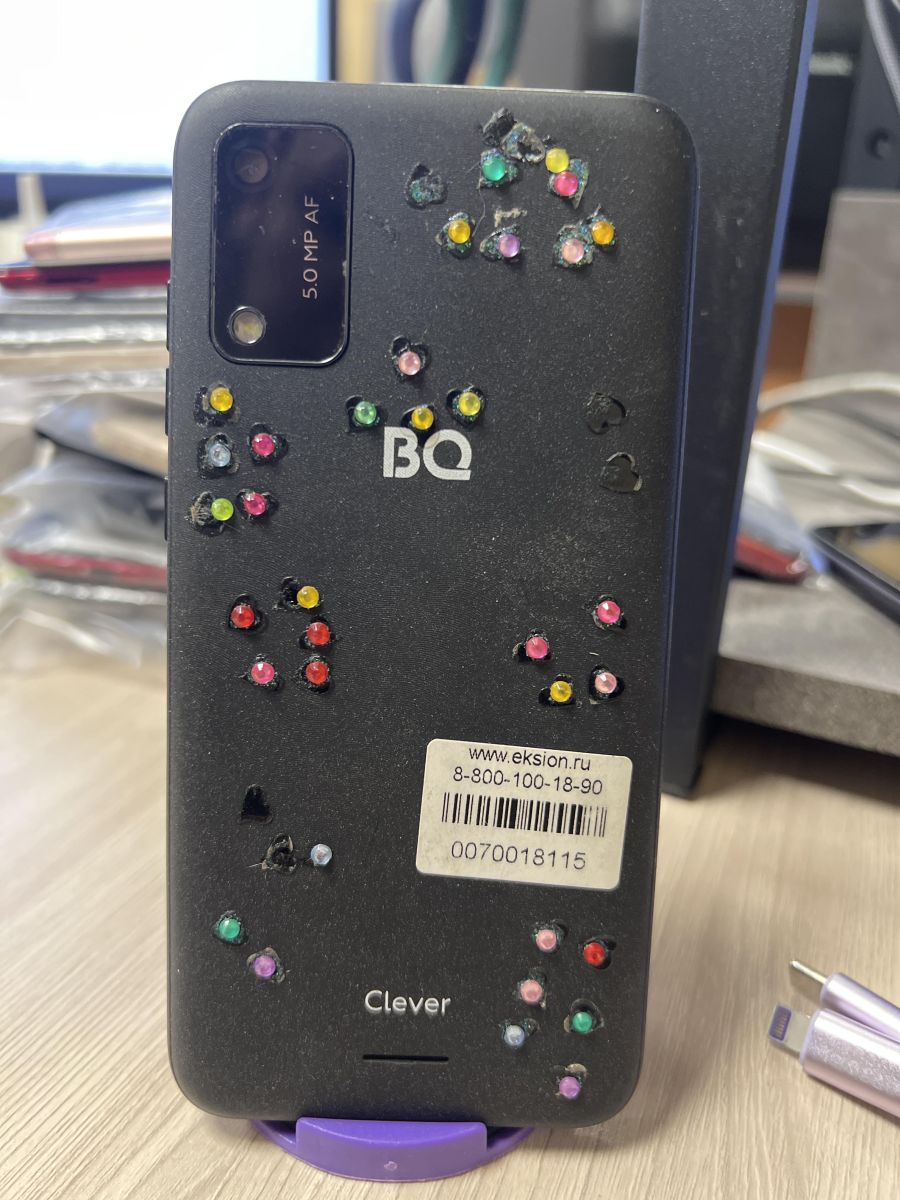 5.0 MP AF
BQ
www.eksion.ru
8-800-100-18-90
0070018115
Clever